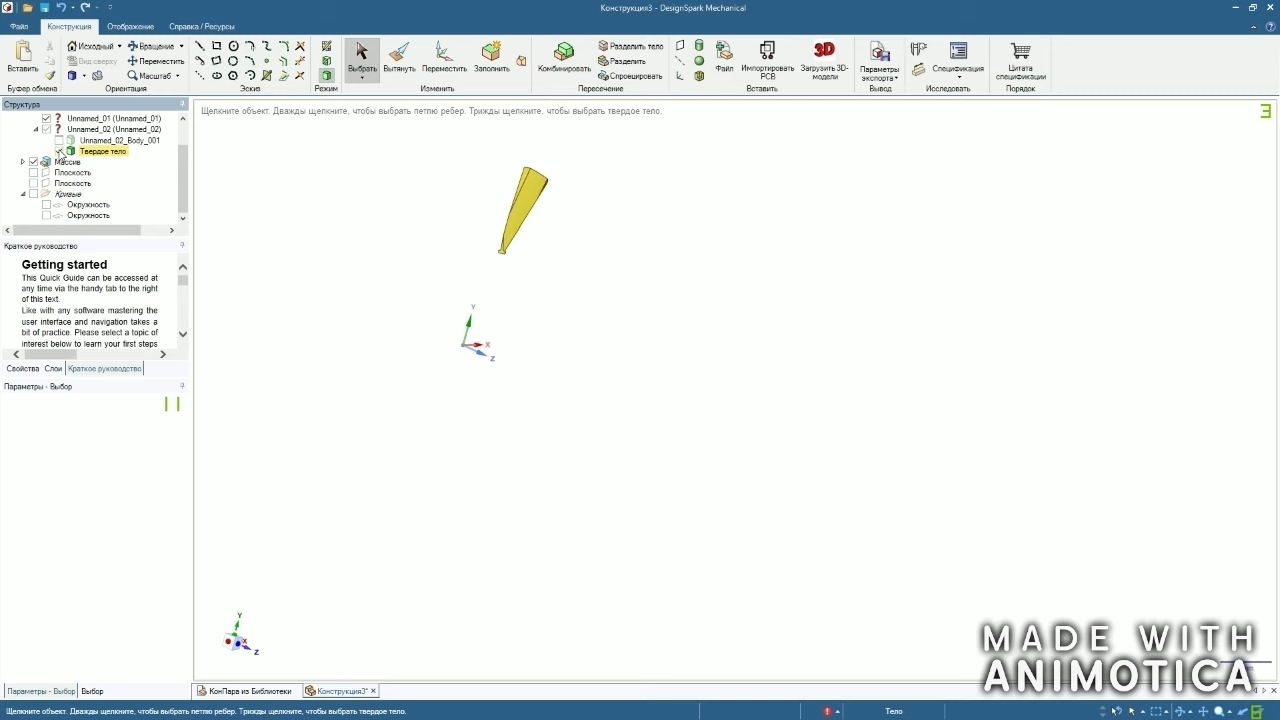 Конструкция3 - DesignSpark Mechanical
Файл Конструкция Отображение Справка / Ресурсы
Вставить
Исходный Вращение
Вид сверху Переместить
Масштаб
Выбрать Вытянуть Переместить Заполнить
Комбинировать
Разделить тело
Разделить
Спроецировать
Файл Импортировать PCB 3D Загрузить 3D-модели
Параметры экспорта Спецификация Цитата спецификации
Буфер обмена Ориентация Эскиз Режим Изменить Пересечение Вставить Вывод Исследовать Порядок
Структура
Unnamed_01 (Unnamed_01)
Unnamed_02 (Unnamed_02)
Unnamed_02_Body_001
Твердое тело
Массив
Плоскость
Плоскость
Кривые
Окружность
Окружность
Щелкните объект. Дважды щелкните, чтобы выбрать петлю ребер. Трижды щелкните, чтобы выбрать твердое тело.
Краткое руководство
Getting started
This Quick Guide can be accessed at
any time via the handy tab to the right
of this text.
Like with any software mastering the
user interface and navigation takes a
bit of practice. Please select a topic of
interest below to learn your first steps
Свойства Слои Краткое руководство
Параметры - Выбор
Y
X
Z
Y
X
Z
MADE WITH
ANIMOTICA
Параметры - Выбор Выбор
КонПара из Библиотеки Конструкция3*
Щелкните объект. Дважды щелкните, чтобы выбрать петлю ребер. Трижды щелкните, чтобы выбрать твердое тело.
Тело